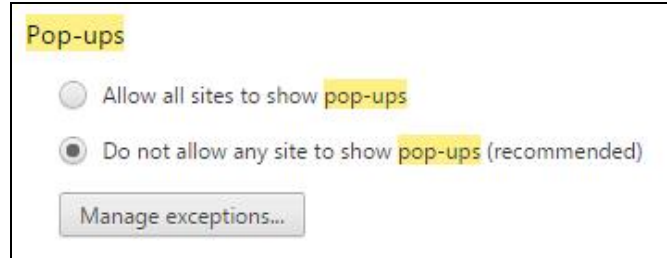 Pop-ups
Allow all sites to show pop-ups
Do not allow any site to show pop-ups (recommended)
Manage exceptions...